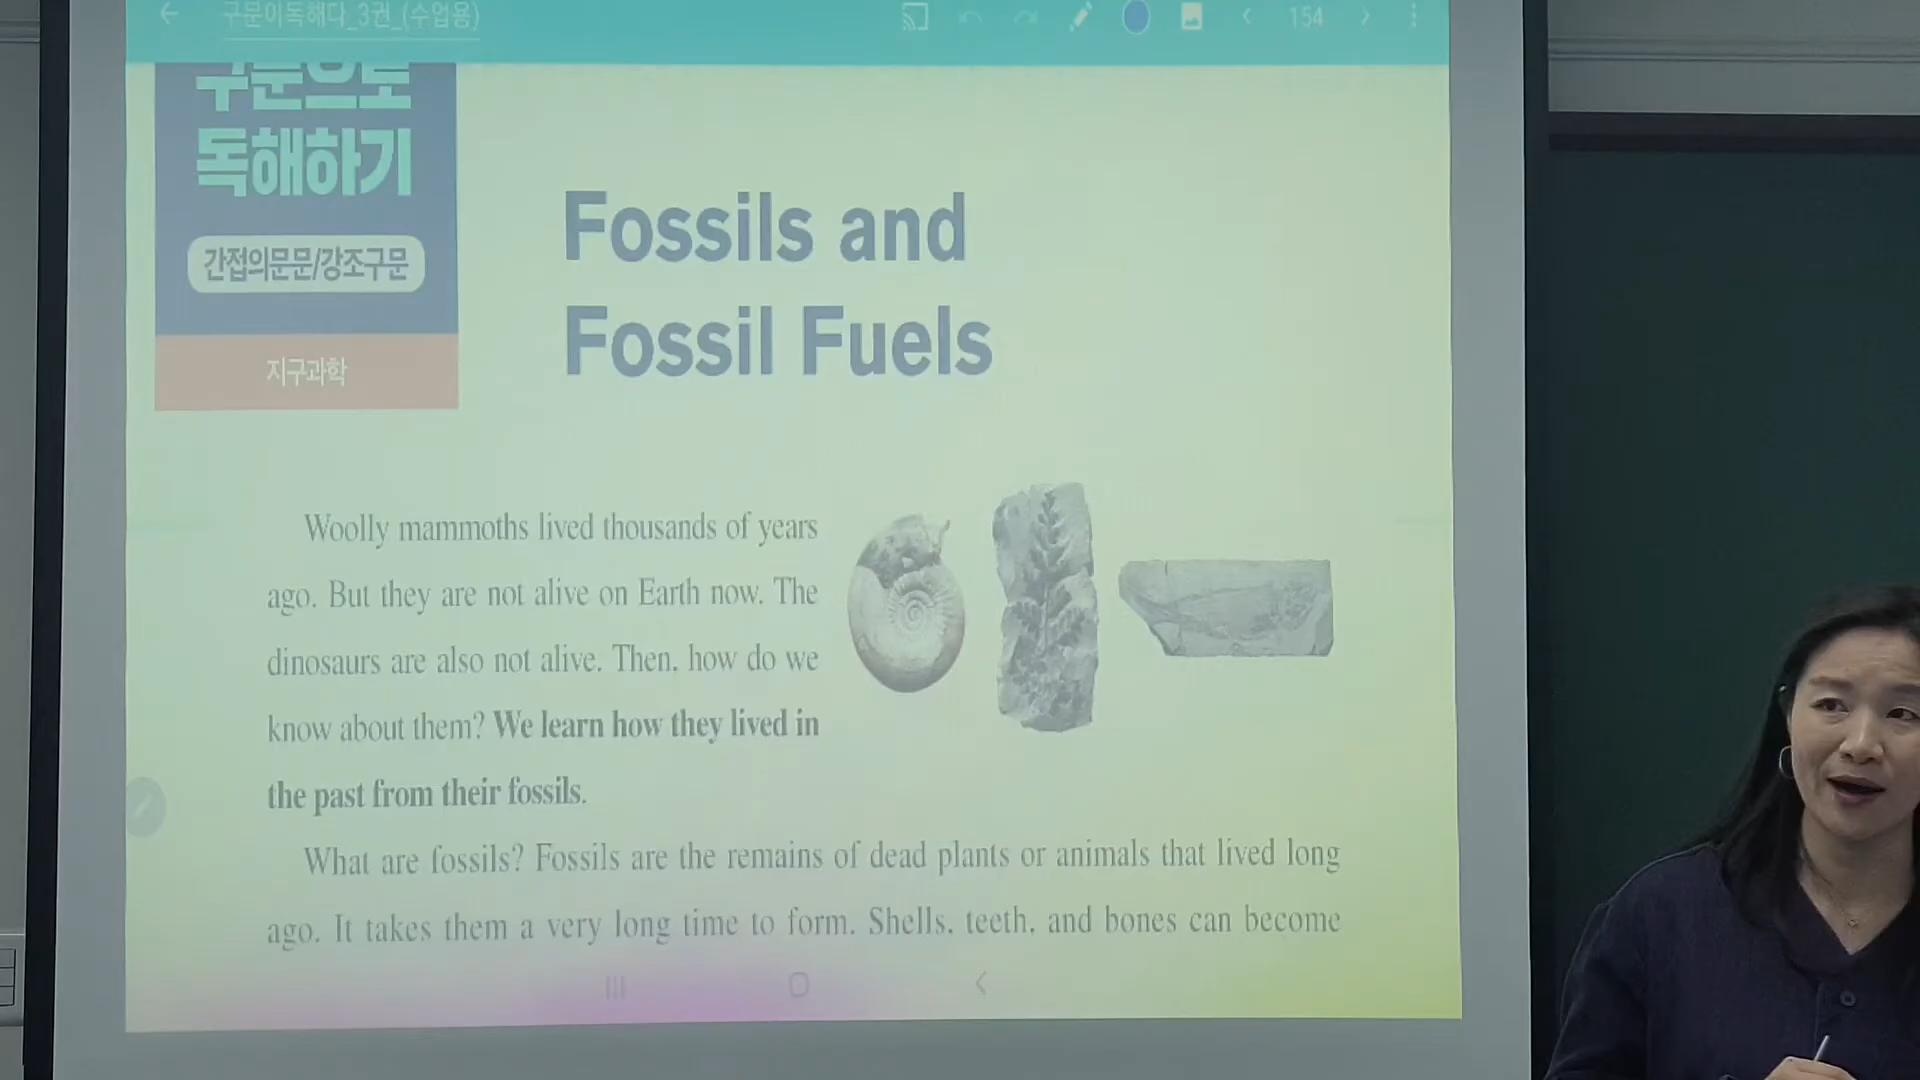 구문이독해다_3권_(수업용)
154
구문으로
독해하기
간접의문문/강조구문
지구과학
Fossils and
Fossil Fuels
Woolly mammoths lived thousands of years
ago. But they are not alive on Earth now. The
dinosaurs are also not alive. Then, how do we
know about them? We learn how they lived in
the past from their fossils.
What are fossils? Fossils are the remains of dead plants or animals that lived long
ago. It takes them a very long time to form. Shells, teeth, and bones can become